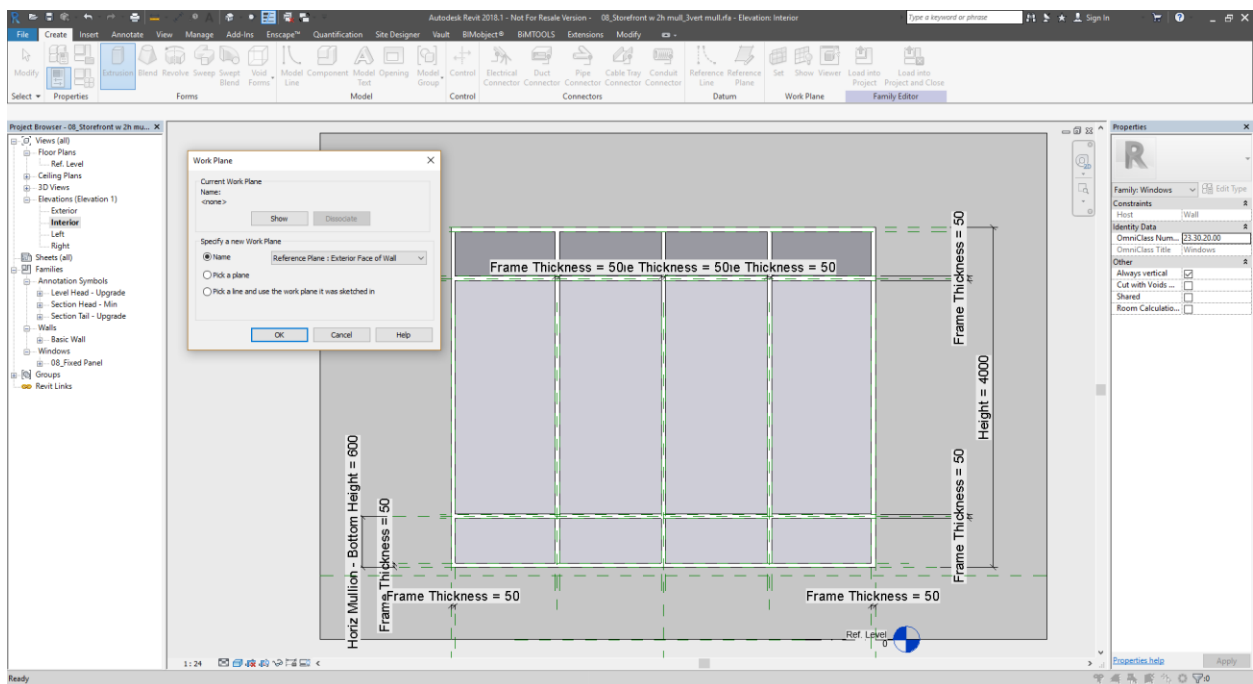 Autodesk Revit 2018.1 - Not For Resale Version - 08_Storefront w 2h mull_3vert mull.rfa - Elevation: Interior
Type a keyword or phrase
Sign In
File Create Insert Annotate View Manage Add-Ins Enscape™ Quantification Site Designer Vault BIMobject® BiMTOOLS Extensions Modify
Modify Extrusion Blend Revolve Sweep Swept Void Model Component Model Opening Model Control Electrical Duct Pipe Cable Tray Conduit Reference Reference Set Show Viewer Load into Load into
Blend Forms Line Text Group Connector Connector Connector Connector Connector Line Plane Project Project and Close
Select Properties Forms Model Control Connectors Datum Work Plane Family Editor
Project Browser - 08_Storefront w 2h mu...
Views (all)
Floor Plans
Ref. Level
Ceiling Plans
3D Views
Elevations (Elevation 1)
Exterior
Interior
Left
Right
Sheets (all)
Families
Annotation Symbols
Level Head - Upgrade
Section Head - Min
Section Tail - Upgrade
Walls
Basic Wall
Windows
08_Fixed Panel
Groups
Revit Links
Work Plane
Current Work Plane
Name:
<none>
Show Dissociate
Specify a new Work Plane
Name Reference Plane : Exterior Face of Wall
Pick a plane
Pick a line and use the work plane it was sketched in
OK Cancel Help
Frame Thickness = 50ıe Thickness = 50ıe Thickness = 50
Frame Thickness = 50
Height = 4000
Frame Thickness = 50
Horiz Mullion - Bottom Height = 600
Frame Thickness = 50
Frame Thickness = 50
Frame Thickness = 50
Ref. Level
0
1 : 24
Properties
R
Family: Windows Edit Type
Constraints
Host Wall
Identity Data
OmniClass Num... 23.30.20.00
OmniClass Title Windows
Other
Always vertical
Cut with Voids ...
Shared
Room Calculatio...
Properties help Apply
Ready
:0